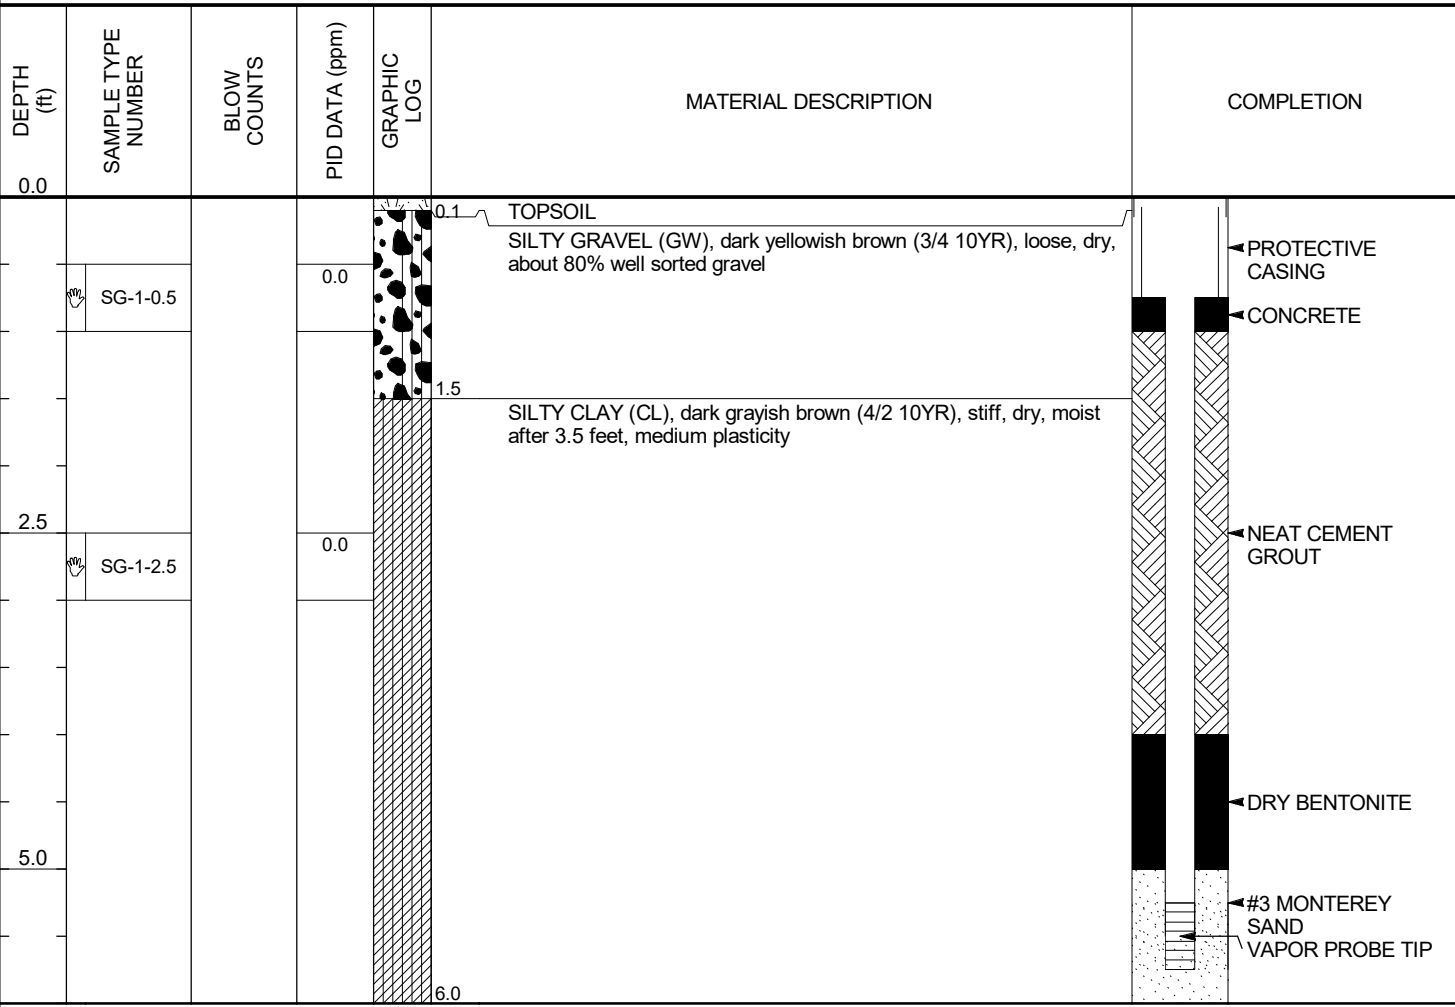 DEPTH
(ft)
SAMPLE TYPE
NUMBER
BLOW
COUNTS
PID DATA (ppm)
GRAPHIC
LOG
MATERIAL DESCRIPTION
COMPLETION
0.0
0.1
TOPSOIL
SILTY GRAVEL (GW), dark yellowish brown (3/4 10YR), loose, dry,
about 80% well sorted gravel
PROTECTIVE
CASING
0.0
SG-1-0.5
CONCRETE
1.5
SILTY CLAY (CL), dark grayish brown (4/2 10YR), stiff, dry, moist
after 3.5 feet, medium plasticity
2.5
0.0
SG-1-2.5
NEAT CEMENT
GROUT
DRY BENTONITE
5.0
#3 MONTEREY
SAND
VAPOR PROBE TIP
6.0